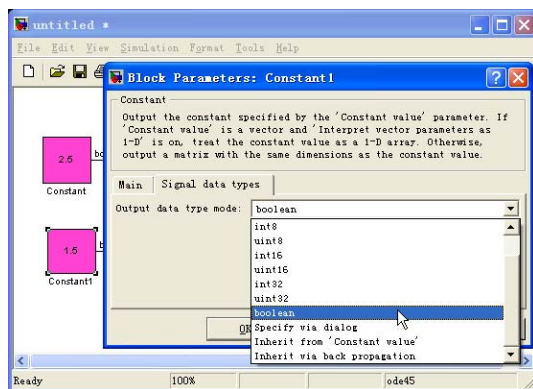 untitled *
File Edit View Simulation Format Tools Help
Block Parameters: Constant1
Constant
Output the constant specified by the 'Constant value' parameter. If
'Constant value' is a vector and 'Interpret vector parameters as
1-D' is on, treat the constant value as a 1-D array. Otherwise,
output a matrix with the same dimensions as the constant value.
Main Signal data types
Output data type mode: boolean
int8
uint8
int16
uint16
int32
uint32
boolean
Specify via dialog
Inherit from 'Constant value'
Inherit via back propagation
2.5
Constant
1.5
Constant1
Ready 100% ode45